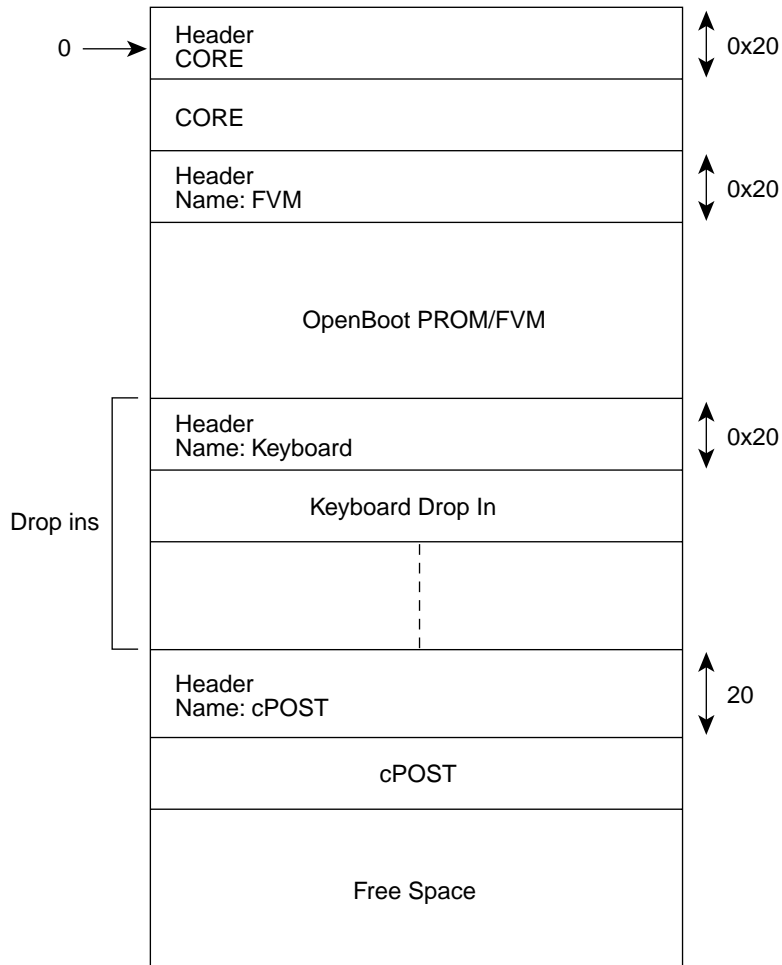 0
Header
CORE
0x20
CORE
Header
Name: FVM
0x20
OpenBoot PROM/FVM
Header
Name: Keyboard
0x20
Drop ins
Keyboard Drop In
Header
Name: cPOST
20
cPOST
Free Space